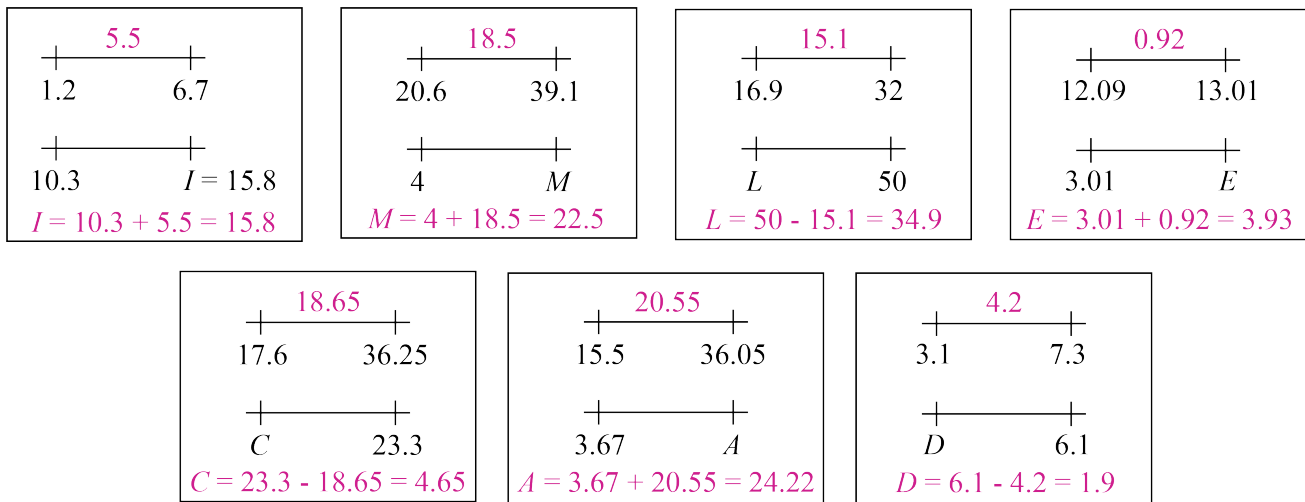 5.5
1.2 6.7
10.3 I = 15.8
I = 10.3 + 5.5 = 15.8
18.5
20.6 39.1
4 M
M = 4 + 18.5 = 22.5
15.1
16.9 32
L 50
L = 50 - 15.1 = 34.9
0.92
12.09 13.01
3.01 E
E = 3.01 + 0.92 = 3.93
18.65
17.6 36.25
C 23.3
C = 23.3 - 18.65 = 4.65
20.55
15.5 36.05
3.67 A
A = 3.67 + 20.55 = 24.22
4.2
3.1 7.3
D 6.1
D = 6.1 - 4.2 = 1.9